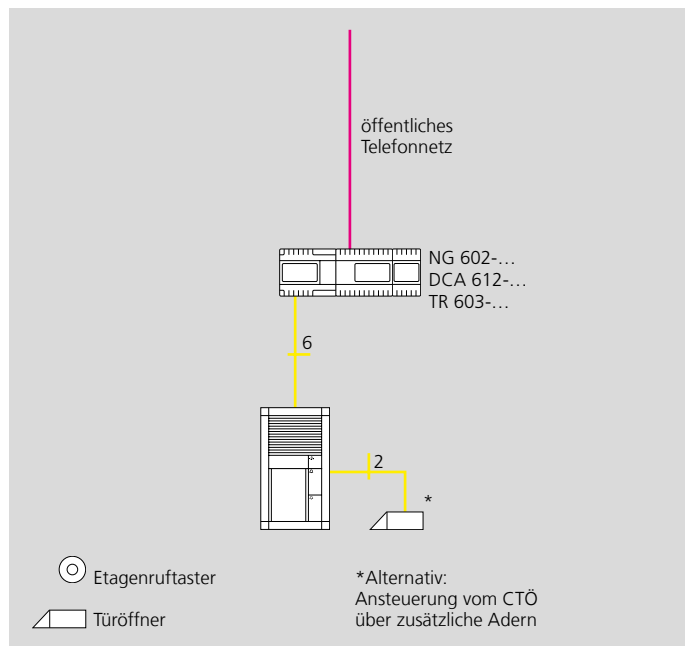 öffentliches
Telefonnetz
NG 602-…
DCA 612-…
TR 603-…
6
2
*
Etagenruftaster
Türöffner
*Alternativ:
Ansteuerung vom CTÖ
über zusätzliche Adern